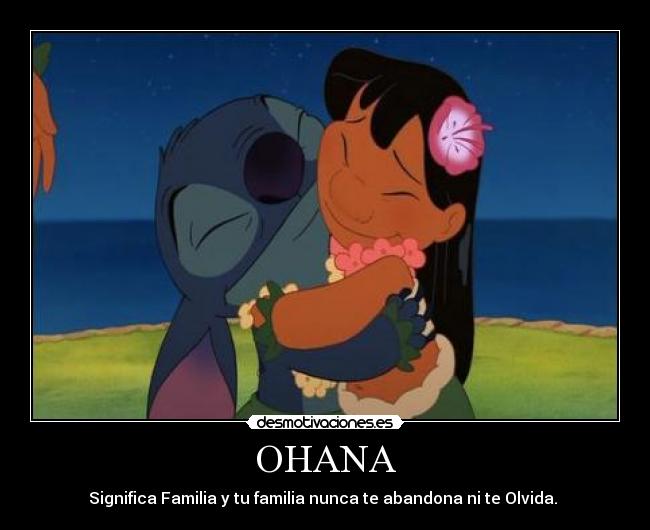 desmotivaciones.es
OHANA
Significa Familia y tu familia nunca te abandona ni te Olvida.